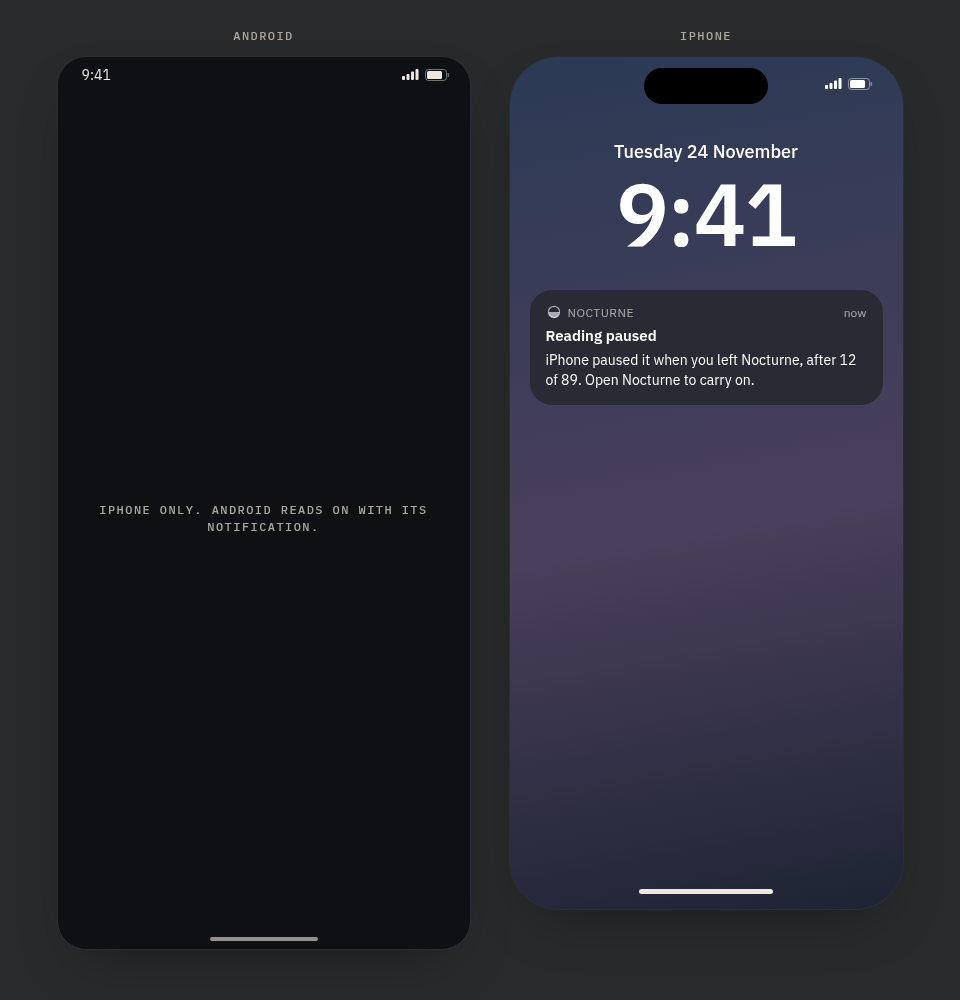 ANDROID
9:41
IPHONE ONLY. ANDROID READS ON WITH ITS
NOTIFICATION.
IPHONE
Tuesday 24 November
9:41
NOCTURNE now
Reading paused
iPhone paused it when you left Nocturne, after 12
of 89. Open Nocturne to carry on.